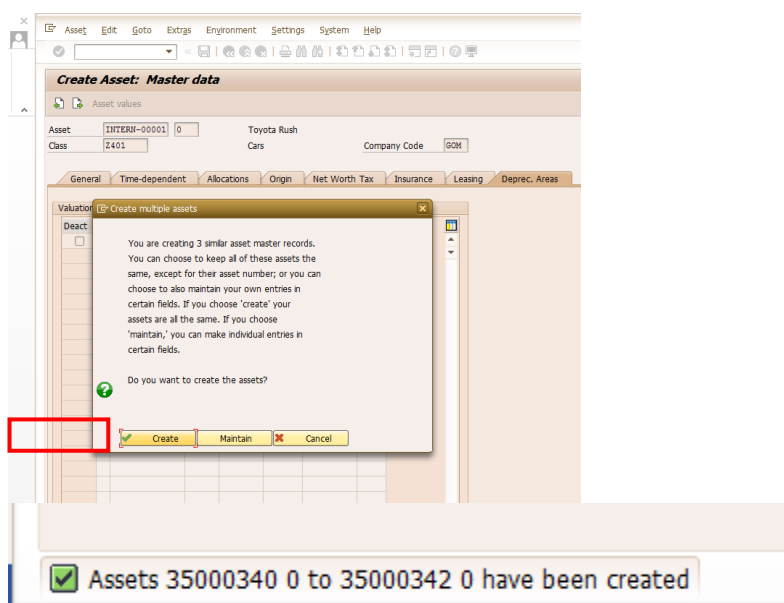 Asset Edit Goto Extras Environment Settings System Help
Create Asset: Master data
Asset values
Asset INTERN-00001 0 Toyota Rush
Class Z401 Cars Company Code GOM
General Time-dependent Allocations Origin Net Worth Tax Insurance Leasing Deprec. Areas
Valuation
Create multiple assets
Deact
You are creating 3 similar asset master records.
You can choose to keep all of these assets the
same, except for their asset number; or you can
choose to also maintain your own entries in
certain fields. If you choose 'create' your
assets are all the same. If you choose
'maintain,' you can make individual entries in
certain fields.
Do you want to create the assets?
Create Maintain Cancel
Assets 35000340 0 to 35000342 0 have been created